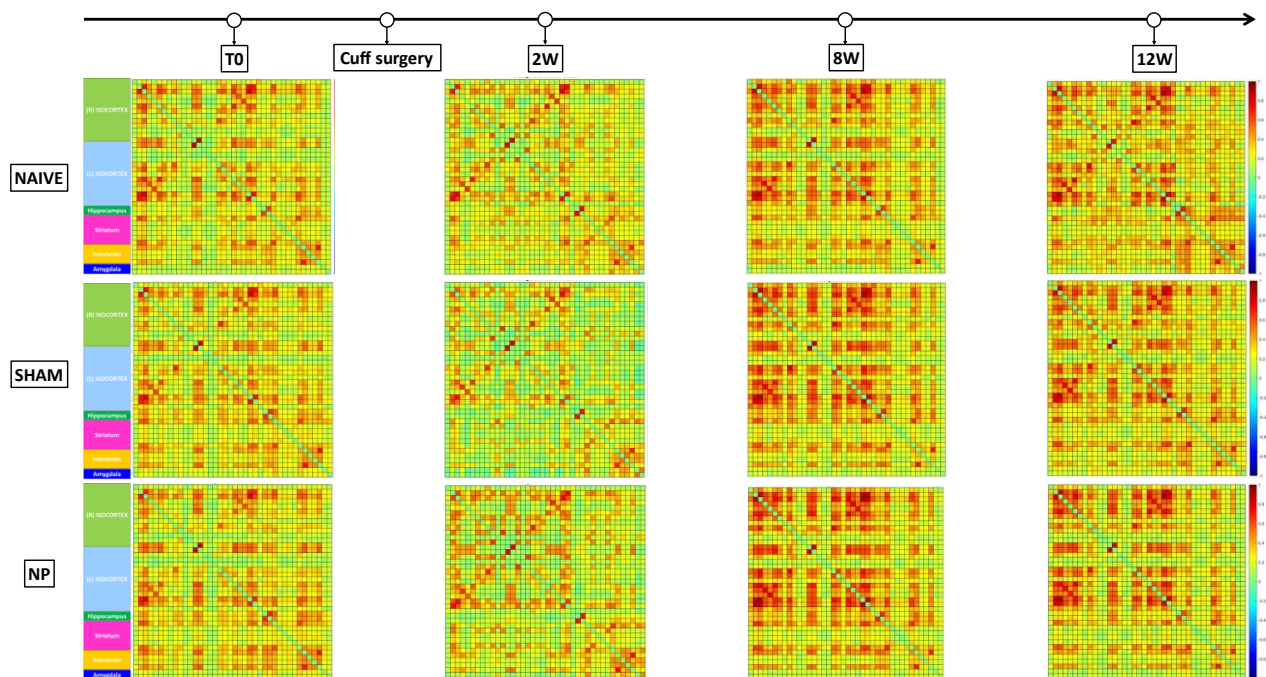 T0
Cuff surgery
2W
8W
12W
NAIVE
(R) ISOCORTEX
(L) ISOCORTEX
Hippocampus
Striatum
Interbrain
Amygdala
SHAM
(R) ISOCORTEX
(L) ISOCORTEX
Hippocampus
Striatum
Interbrain
Amygdala
NP
(R) ISOCORTEX
(L) ISOCORTEX
Hippocampus
Striatum
Interbrain
Amygdala